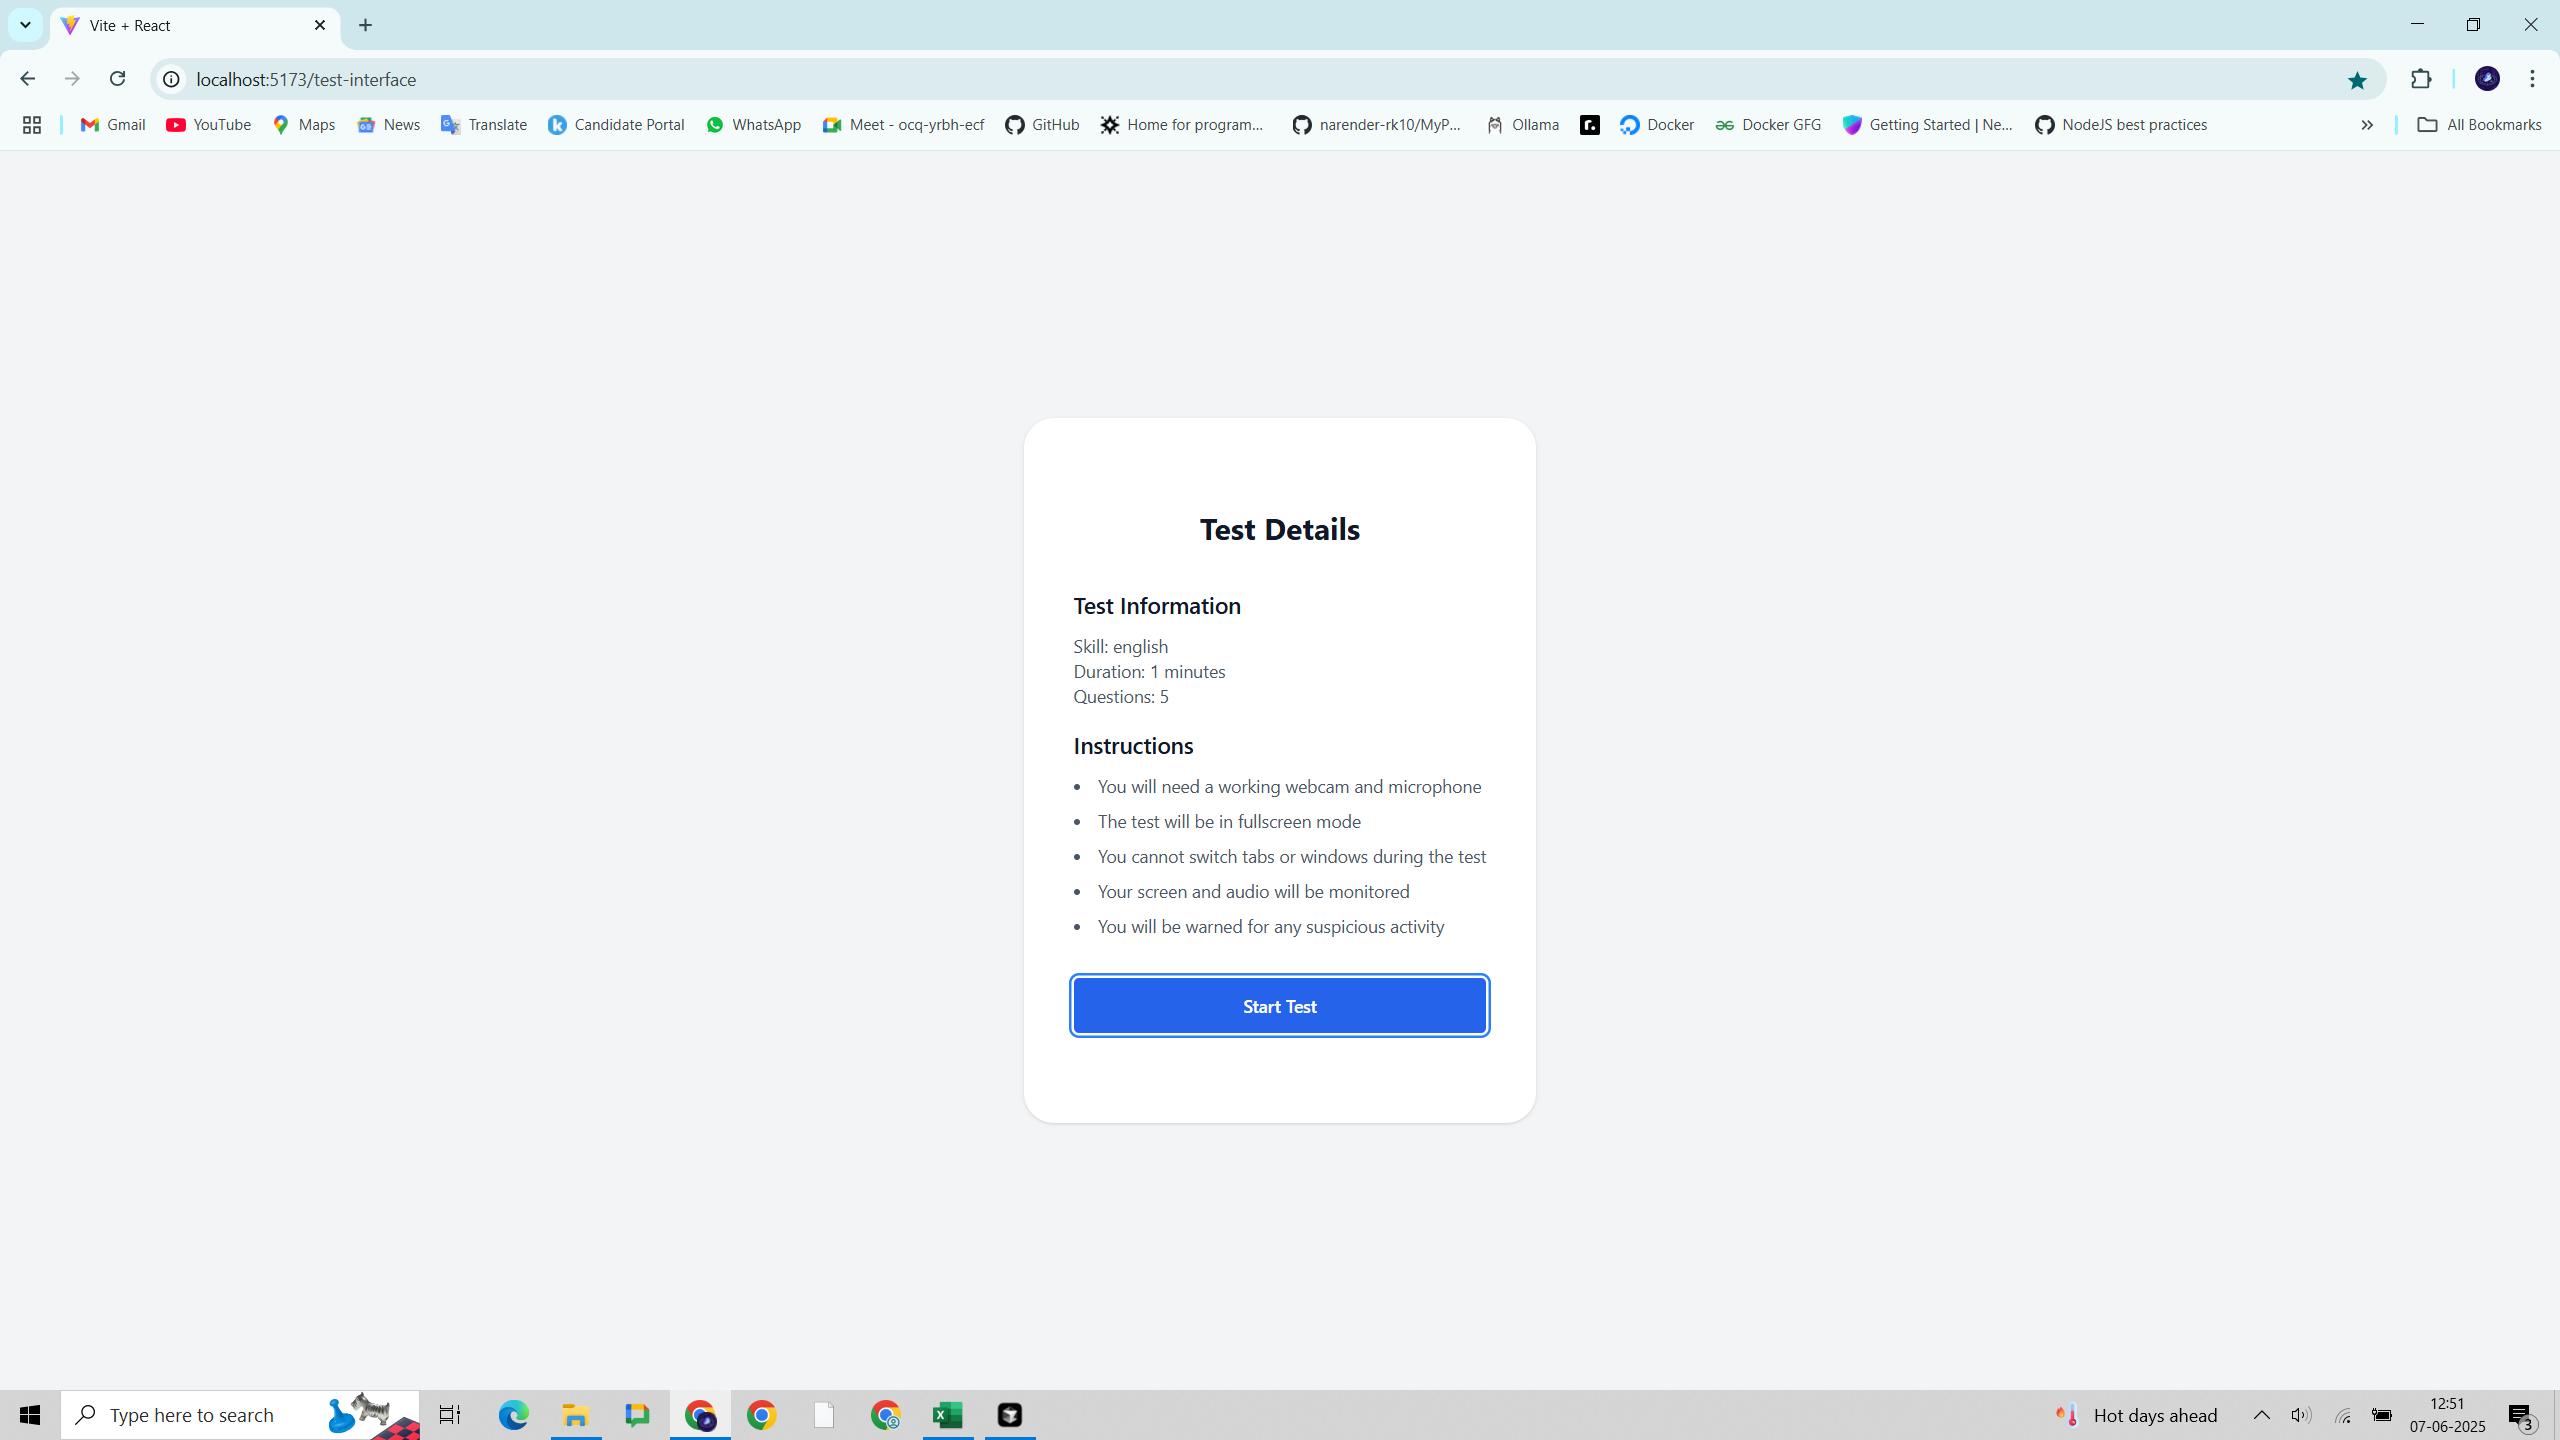 Vite + React
localhost:5173/test-interface
Gmail YouTube Maps News Translate Candidate Portal WhatsApp Meet - ocq-yrbh-ecf GitHub Home for program... narender-rk10/MyP... Ollama r. Docker Docker GFG Getting Started | Ne... NodeJS best practices » All Bookmarks
Test Details
Test Information
Skill: english
Duration: 1 minutes
Questions: 5
Instructions
• You will need a working webcam and microphone
• The test will be in fullscreen mode
• You cannot switch tabs or windows during the test
• Your screen and audio will be monitored
• You will be warned for any suspicious activity
Start Test
Type here to search
Hot days ahead
12:51
07-06-2025
3